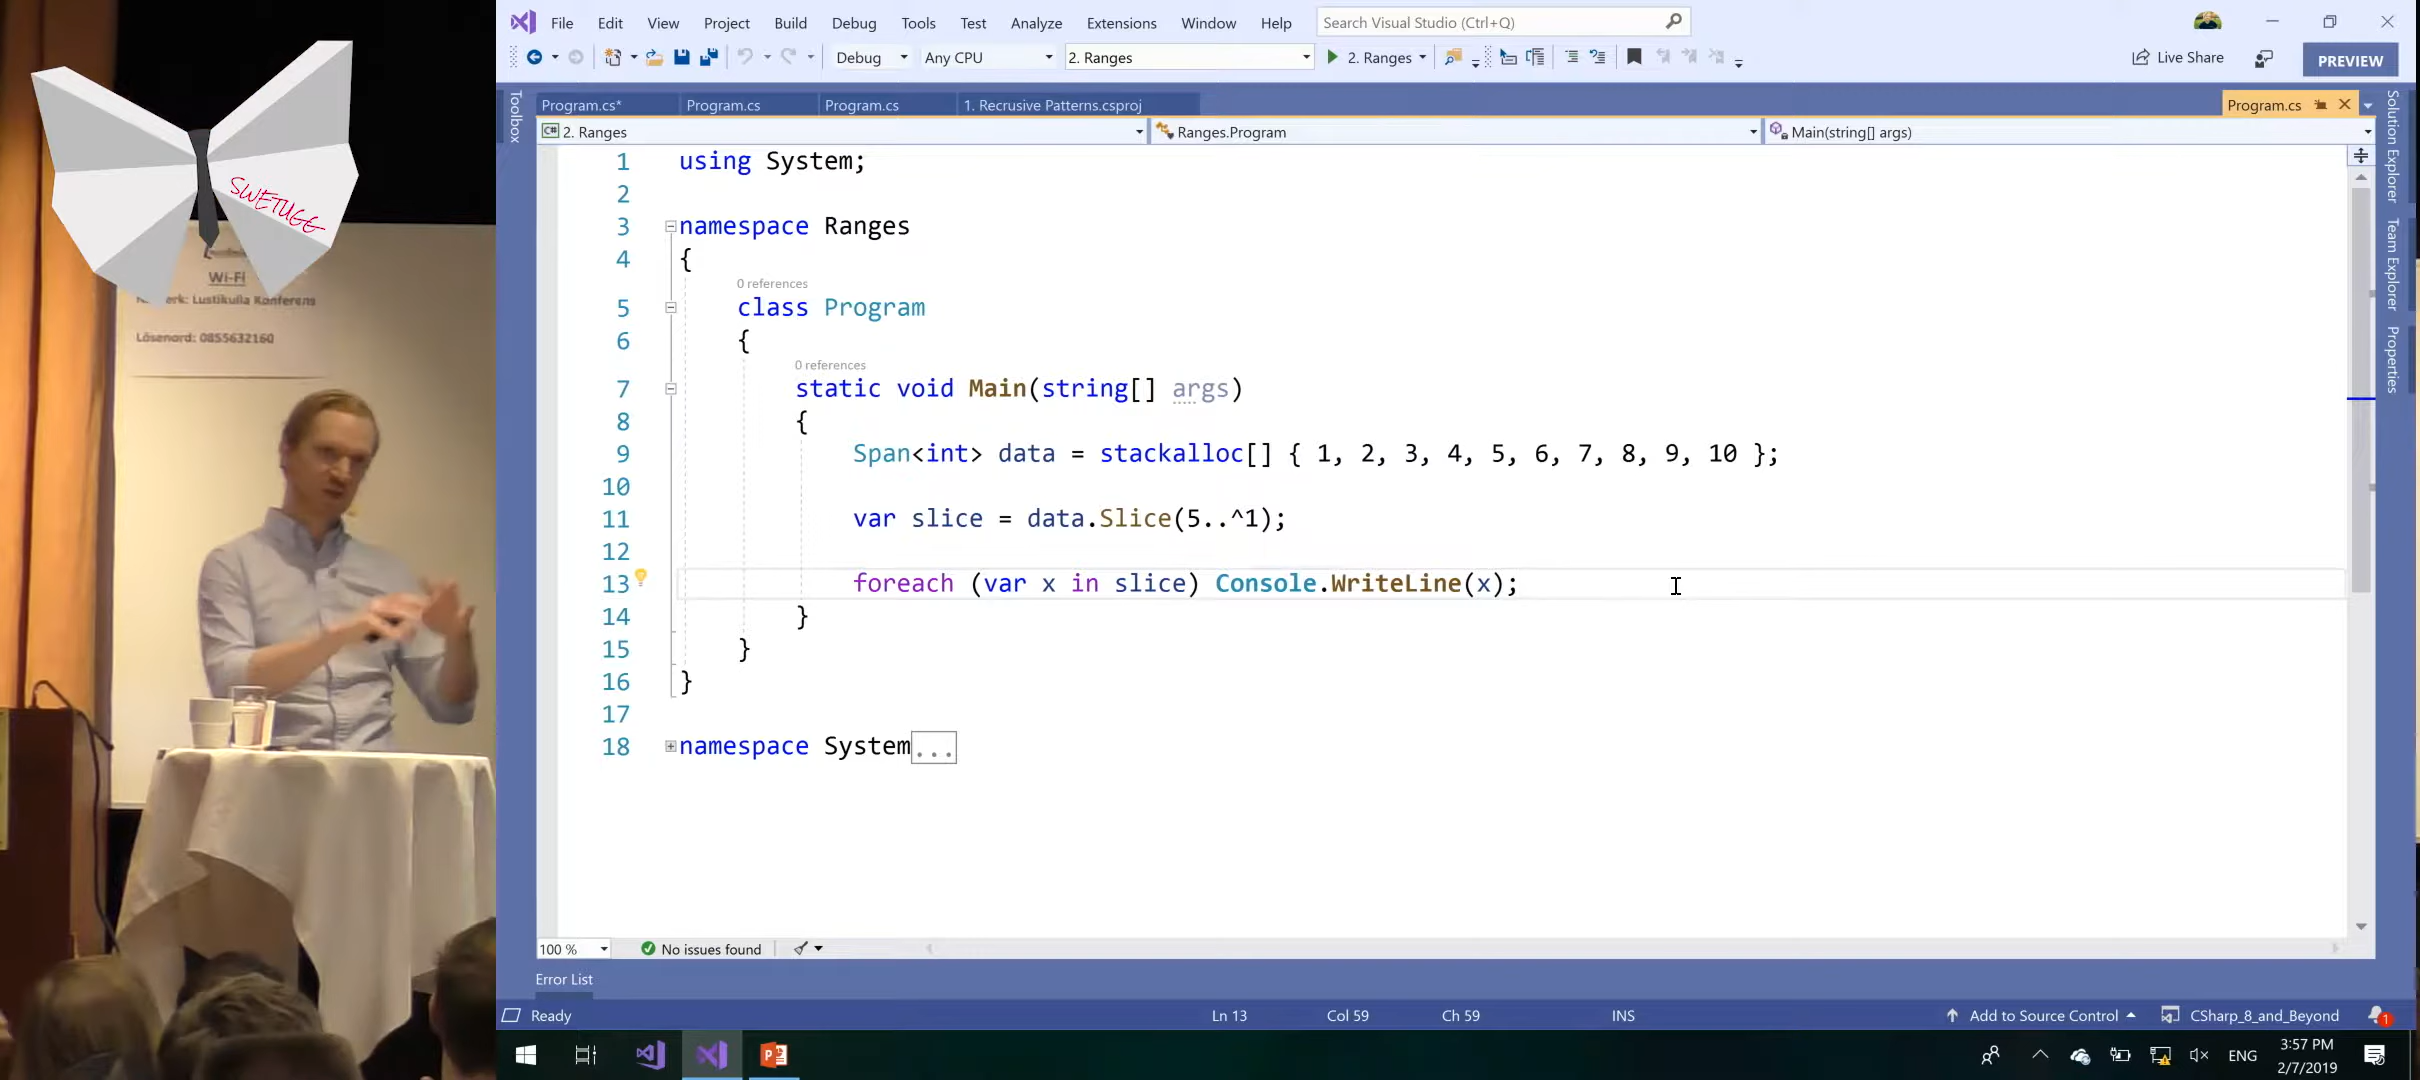 SWETUGG
Wi-Fi
Lustikulla Konferens
Lösenord: 0855632160
File Edit View Project Build Debug Tools Test Analyze Extensions Window Help Search Visual Studio (Ctrl+Q)
Debug Any CPU 2. Ranges 2. Ranges Live Share PREVIEW
Toolbox
Program.cs* Program.cs Program.cs 1. Recrusive Patterns.csproj Program.cs
C# 2. Ranges Ranges.Program Main(string[] args)
Solution Explorer
Team Explorer
Properties
1 using System;
2
3 namespace Ranges
4 {
0 references
5 class Program
6 {
0 references
7 static void Main(string[] args)
8 {
9 Span<int> data = stackalloc[] { 1, 2, 3, 4, 5, 6, 7, 8, 9, 10 };
10
11 var slice = data.Slice(5..^1);
12
13 foreach (var x in slice) Console.WriteLine(x);
14 }
15 }
16 }
17
18 namespace System...
100 % No issues found
Error List
Ready Ln 13 Col 59 Ch 59 INS Add to Source Control CSharp_8_and_Beyond 1
ENG 3:57 PM
2/7/2019